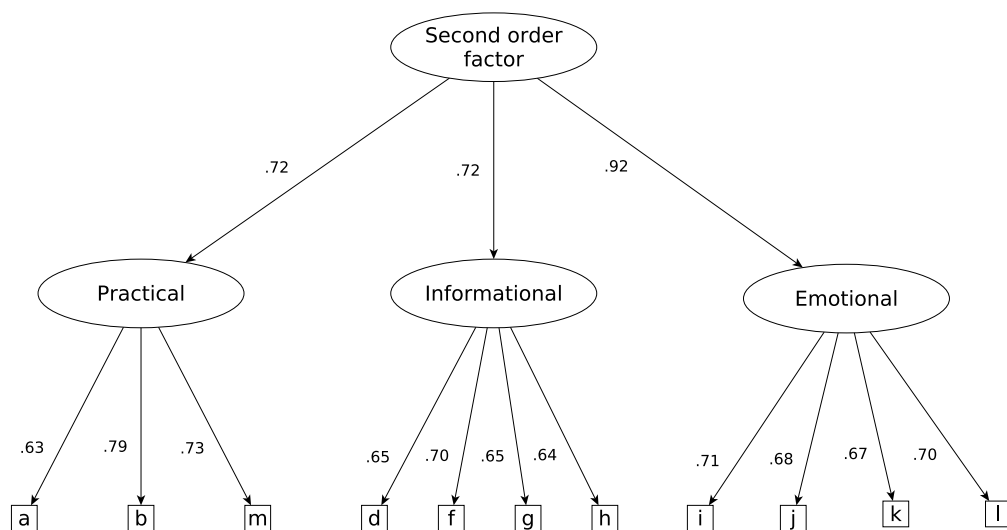 Second order
factor
.72
.72
.92
Practical
Informational
Emotional
.63
.79
.73
.65
.70
.65
.64
.71
.68
.67
.70
a
b
m
d
f
g
h
i
j
k
l